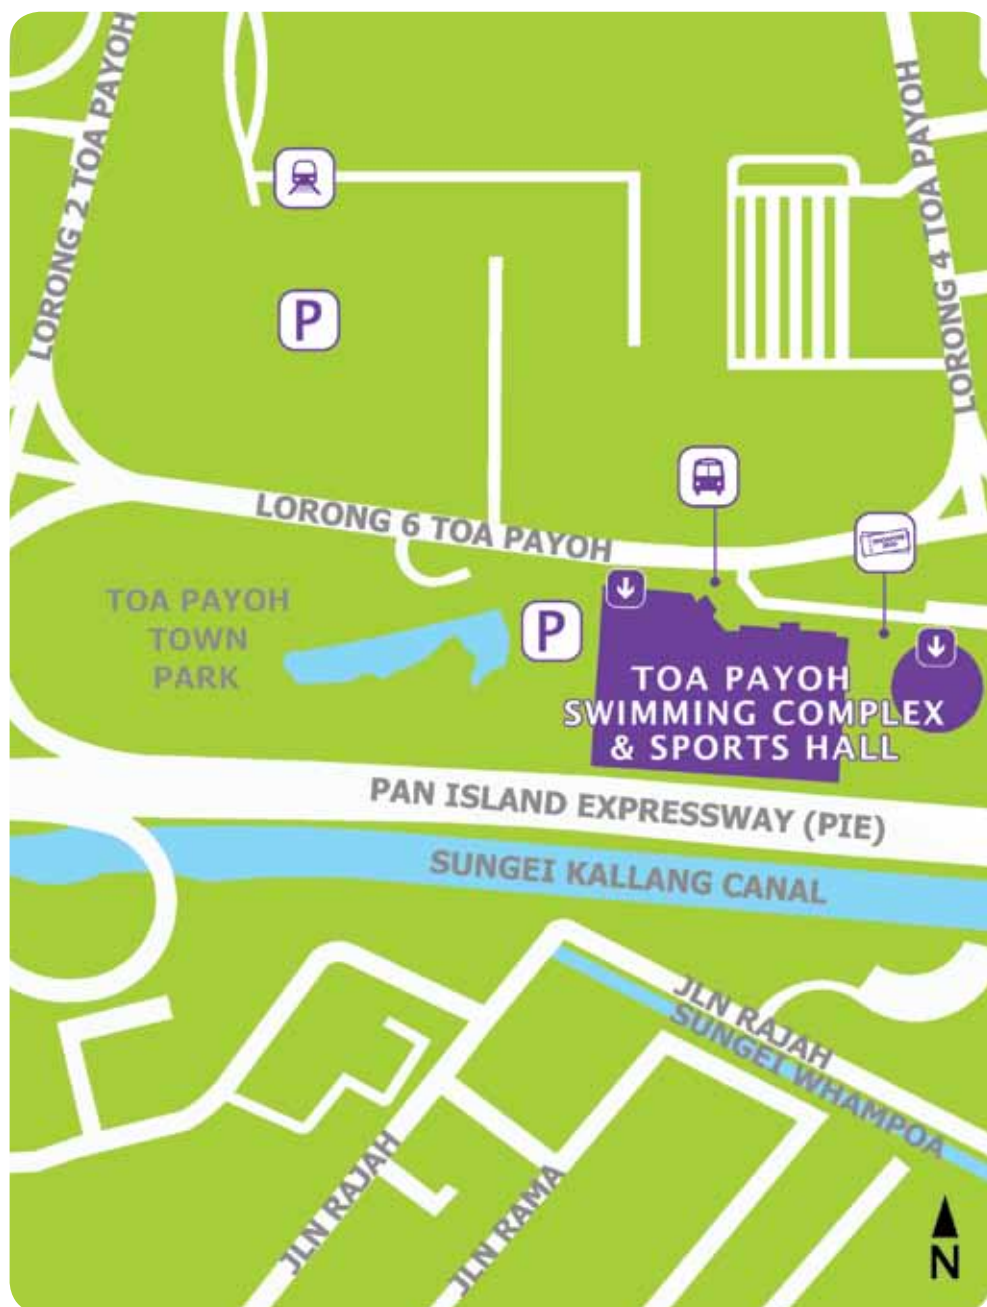 LORONG 2 TOA PAYOH
LORONG 4 TOA PAYOH
P
LORONG 6 TOA PAYOH
TOA PAYOH
TOWN
PARK
P
TOA PAYOH
SWIMMING COMPLEX
& SPORTS HALL
PAN ISLAND EXPRESSWAY (PIE)
SUNGEI KALLANG CANAL
JLN RAJAH
SUNGEI WHAMPOA
JLN RAJAH
JLN RAMA
N